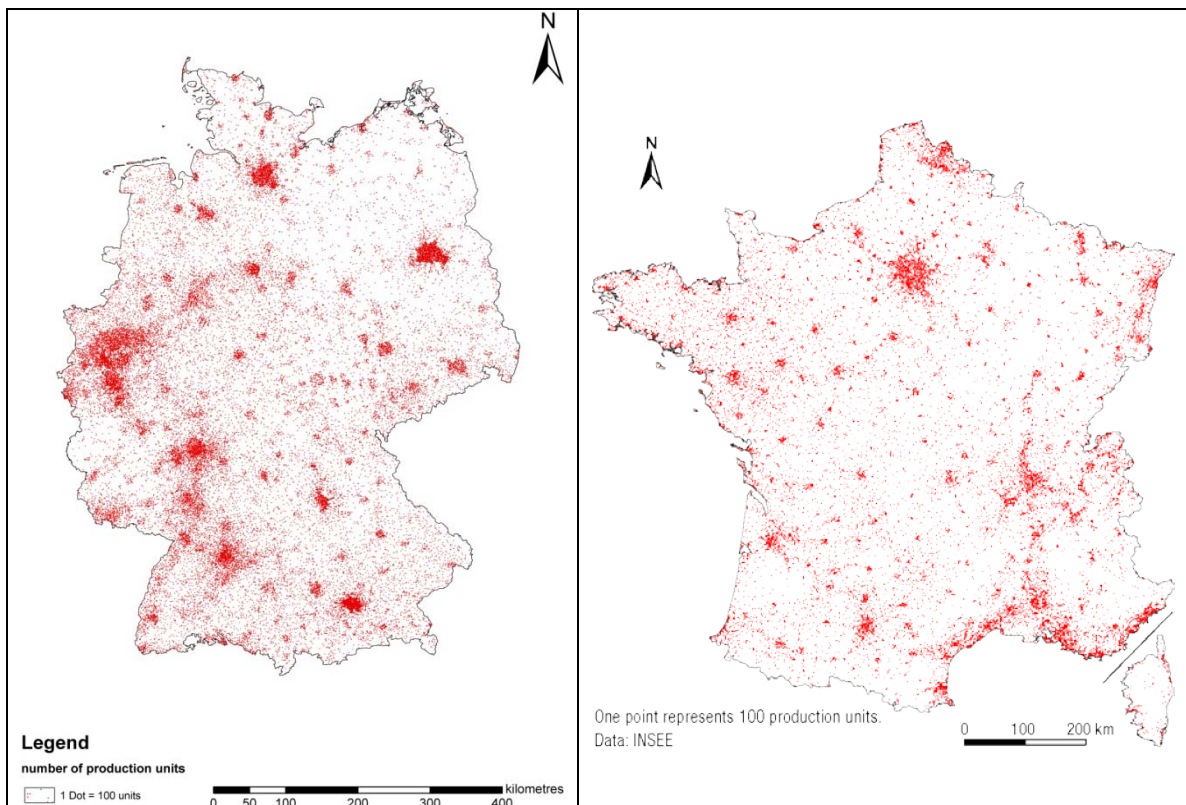 N
Legend
number of production units
1 Dot = 100 units
kilometres
0 50 100 200 300 400
400
N
One point represents 100 production units.
Data: INSEE
0 100 200 km